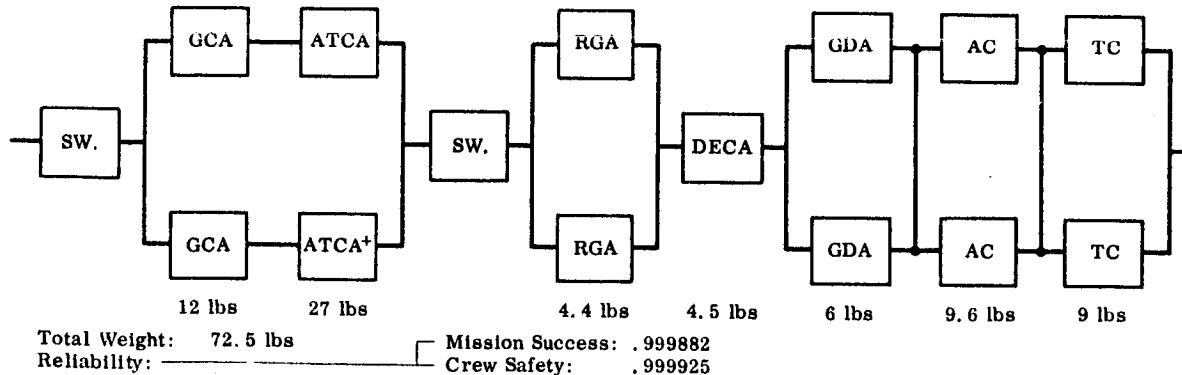 GCA ATCA RGA GDA AC TC
SW. SW. DECA
GCA ATCA+ RGA GDA AC TC
12 lbs 27 lbs 4.4 lbs 4.5 lbs 6 lbs 9.6 lbs 9 lbs
Total Weight: 72.5 lbs Mission Success: .999882
Reliability: Crew Safety: .999925